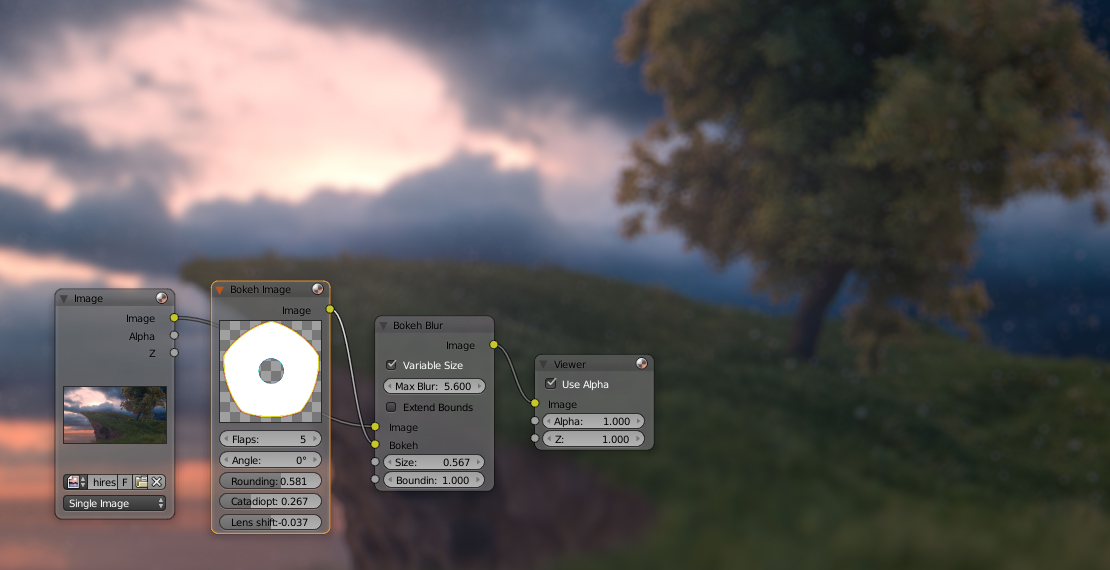 Image
Image
Alpha
Z
hires F
Single Image
Bokeh Image
Image
Flaps: 5
Angle: 0°
Rounding: 0.581
Catadiopt: 0.267
Lens shift:-0.037
Bokeh Blur
Image
Variable Size
Max Blur: 5.600
Extend Bounds
Image
Bokeh
Size: 0.567
Boundin: 1.000
Viewer
Use Alpha
Image
Alpha: 1.000
Z: 1.000